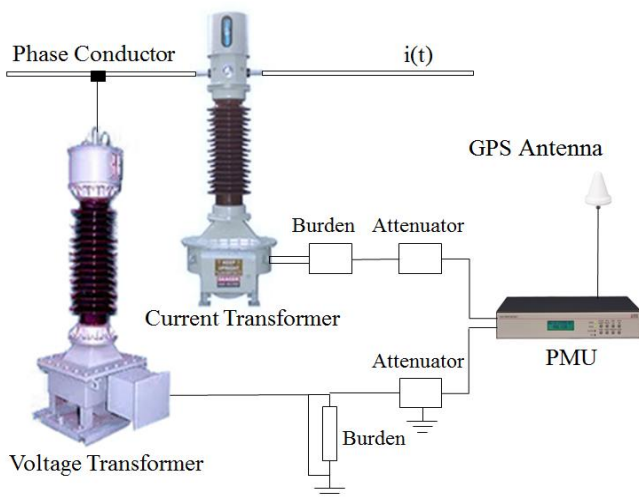 Phase Conductor
i(t)
GPS Antenna
Burden
Attenuator
Current Transformer
PMU
Attenuator
Burden
Voltage Transformer